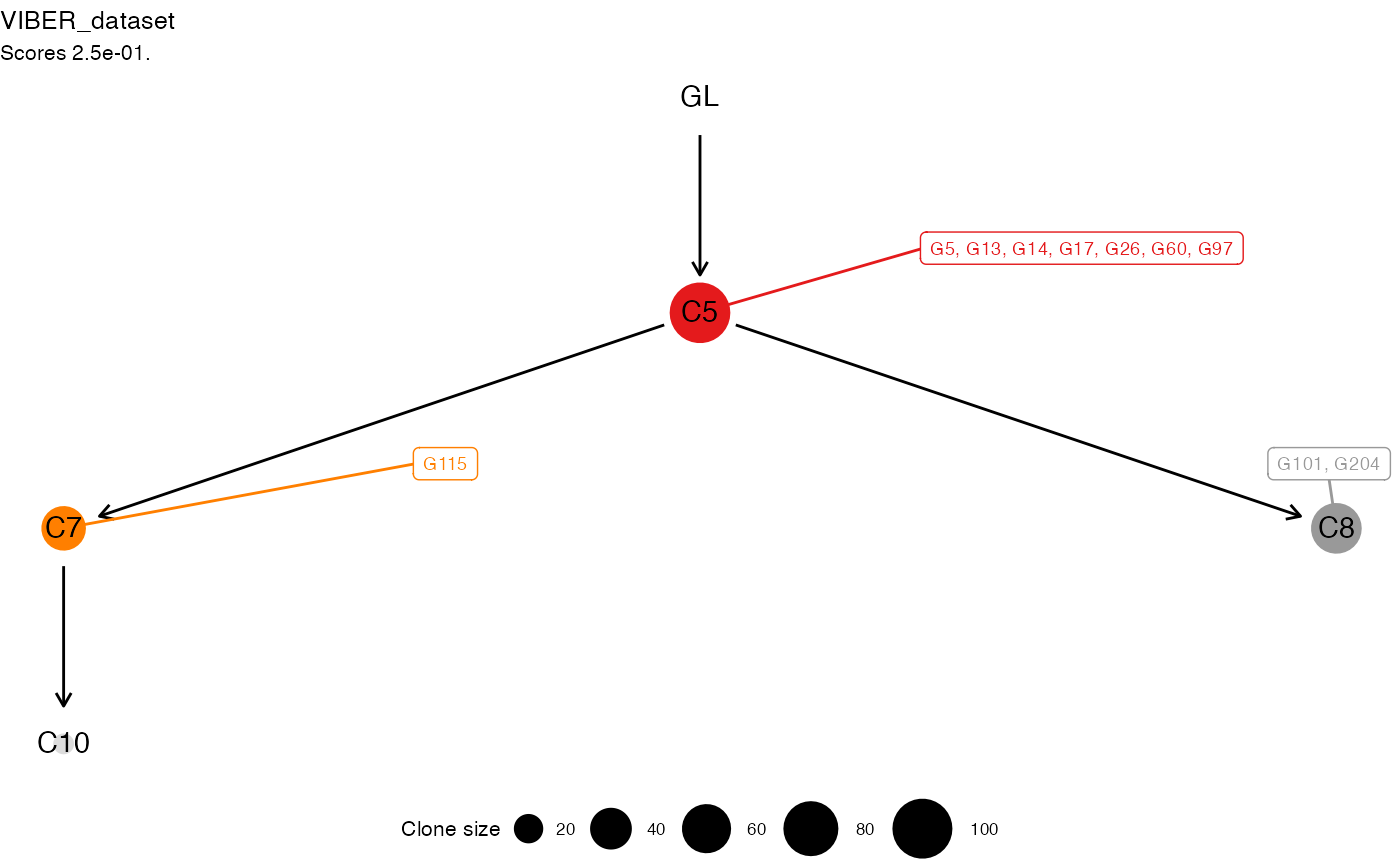 VIBER_dataset
Scores 2.5e-01.
GL
G5, G13, G14, G17, G26, G60, G97
C5
G115
G101, G204
C7
C8
C10
Clone size 20 40 60 80 100